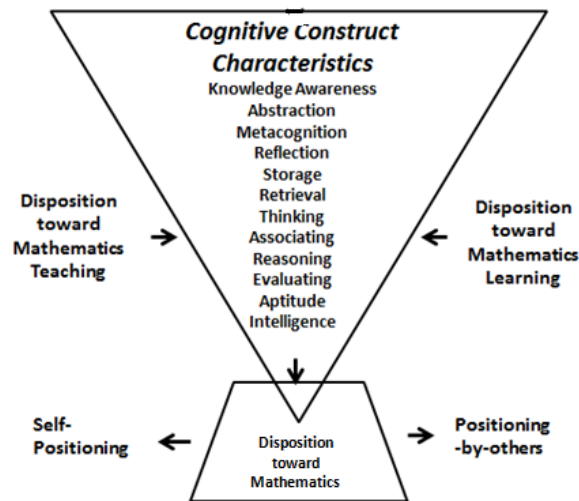 Cognitive Construct
Characteristics
Knowledge Awareness
Abstraction
Metacognition
Reflection
Storage
Retrieval
Thinking
Associating
Reasoning
Evaluating
Aptitude
Intelligence
Disposition
toward
Mathematics
Teaching
Disposition
toward
Mathematics
Learning
Self-
Positioning
Disposition
toward
Mathematics
Positioning
-by-others